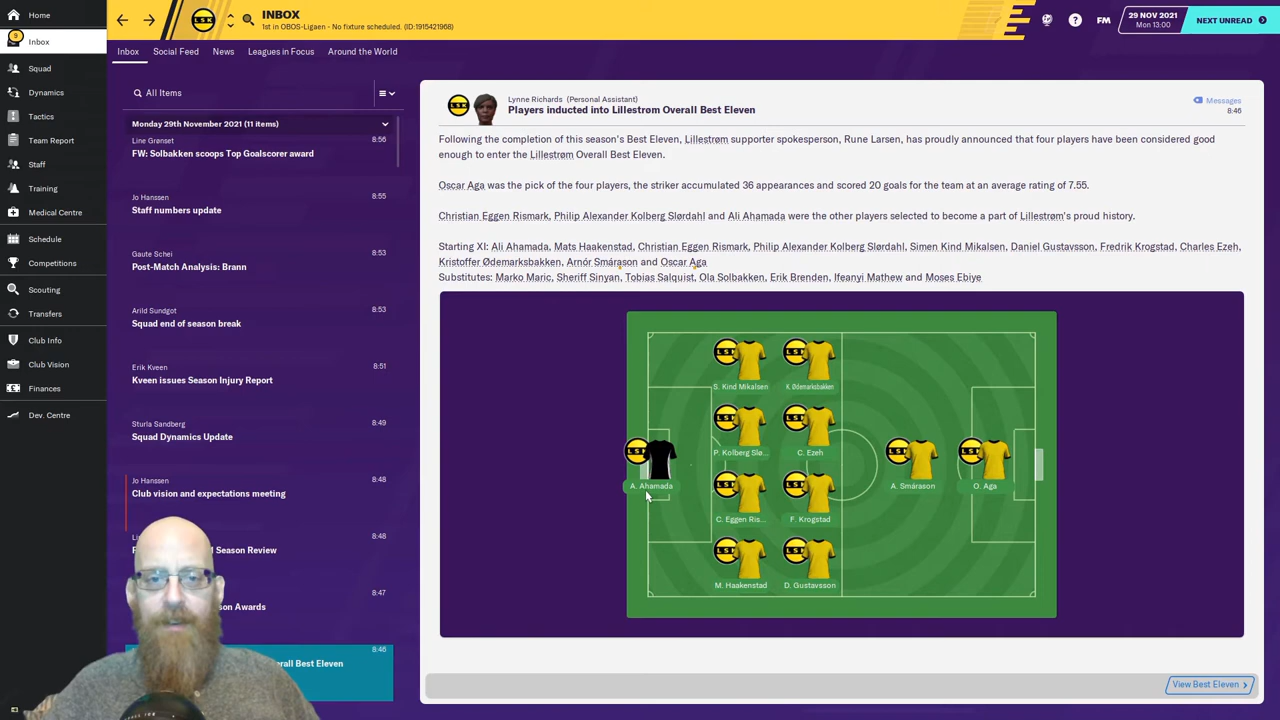 INBOX
1st in OBOS-Ligaen - No fixture scheduled. (ID:1915421968)
FM
29 NOV 2021
Mon 13:00
NEXT UNREAD
Home
9
Inbox
Squad
Dynamics
Tactics
Team Report
Staff
Training
Medical Centre
Schedule
Competitions
Scouting
Transfers
Club Info
Club Vision
Finances
Dev. Centre
Inbox
Social Feed
News
Leagues in Focus
Around the World
All Items
Monday 29th November 2021 (11 items)
Line Grønset
8:56
FW: Solbakken scoops Top Goalscorer award
Jo Hanssen
8:55
Staff numbers update
Gaute Schei
8:53
Post-Match Analysis: Brann
Arild Sundgot
8:53
Squad end of season break
Erik Kveen
8:51
Kveen issues Season Injury Report
Sturla Sandberg
8:49
Squad Dynamics Update
Jo Hanssen
8:48
Club vision and expectations meeting
8:48
Season Review
8:47
Awards
8:46
Best Eleven
Lynne Richards (Personal Assistant)
Players inducted into Lillestrom Overall Best Eleven
Messages
8:46
Following the completion of this season's Best Eleven, Lillestrøm supporter spokesperson, Rune Larsen, has proudly announced that four players have been considered good
enough to enter the Lillestrøm Overall Best Eleven.
Oscar Aga was the pick of the four players, the striker accumulated 36 appearances and scored 20 goals for the team at an average rating of 7.55.
Christian Eggen Rismark, Philip Alexander Kolberg Slørdahl and Ali Ahamada were the other players selected to become a part of Lillestrøm's proud history.
Starting XI: Ali Ahamada, Mats Haakenstad, Christian Eggen Rismark, Philip Alexander Kolberg Slørdahl, Simen Kind Mikalsen, Daniel Gustavsson, Fredrik Krogstad, Charles Ezeh,
Kristoffer Ødemarksbakken, Arnór Smárason and Oscar Aga
Substitutes: Marko Maric, Sheriff Sinyan, Tobias Salquist, Ola Solbakken, Erik Brenden, Ifeanyi Mathew and Moses Ebiye
S. Kind Mikalsen
K. Ødemarksbakken
P. Kolberg Slø...
C. Ezeh
A. Ahamada
A. Smárason
O. Aga
C. Eggen Ris...
F. Krogstad
M. Haakenstad
D. Gustavsson
View Best Eleven